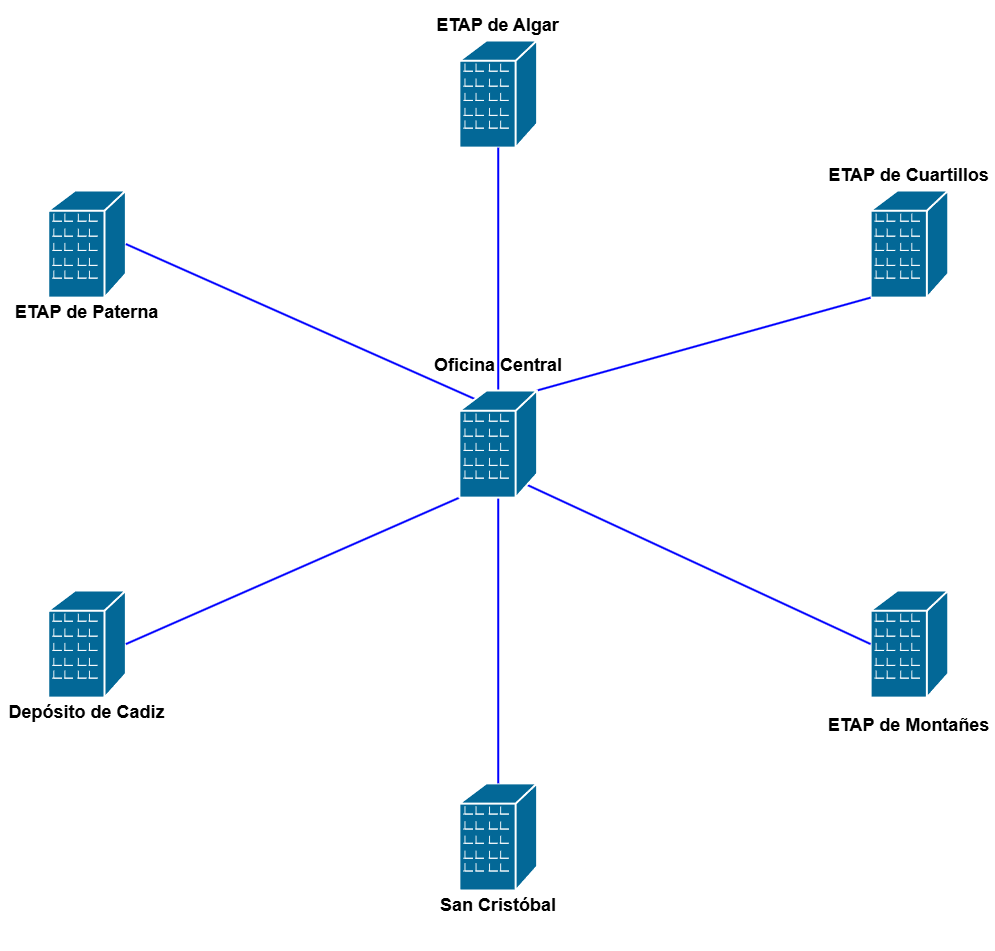 ETAP de Algar
ETAP de Cuartillos
ETAP de Paterna
Oficina Central
Depósito de Cadiz
ETAP de Montañes
San Cristóbal